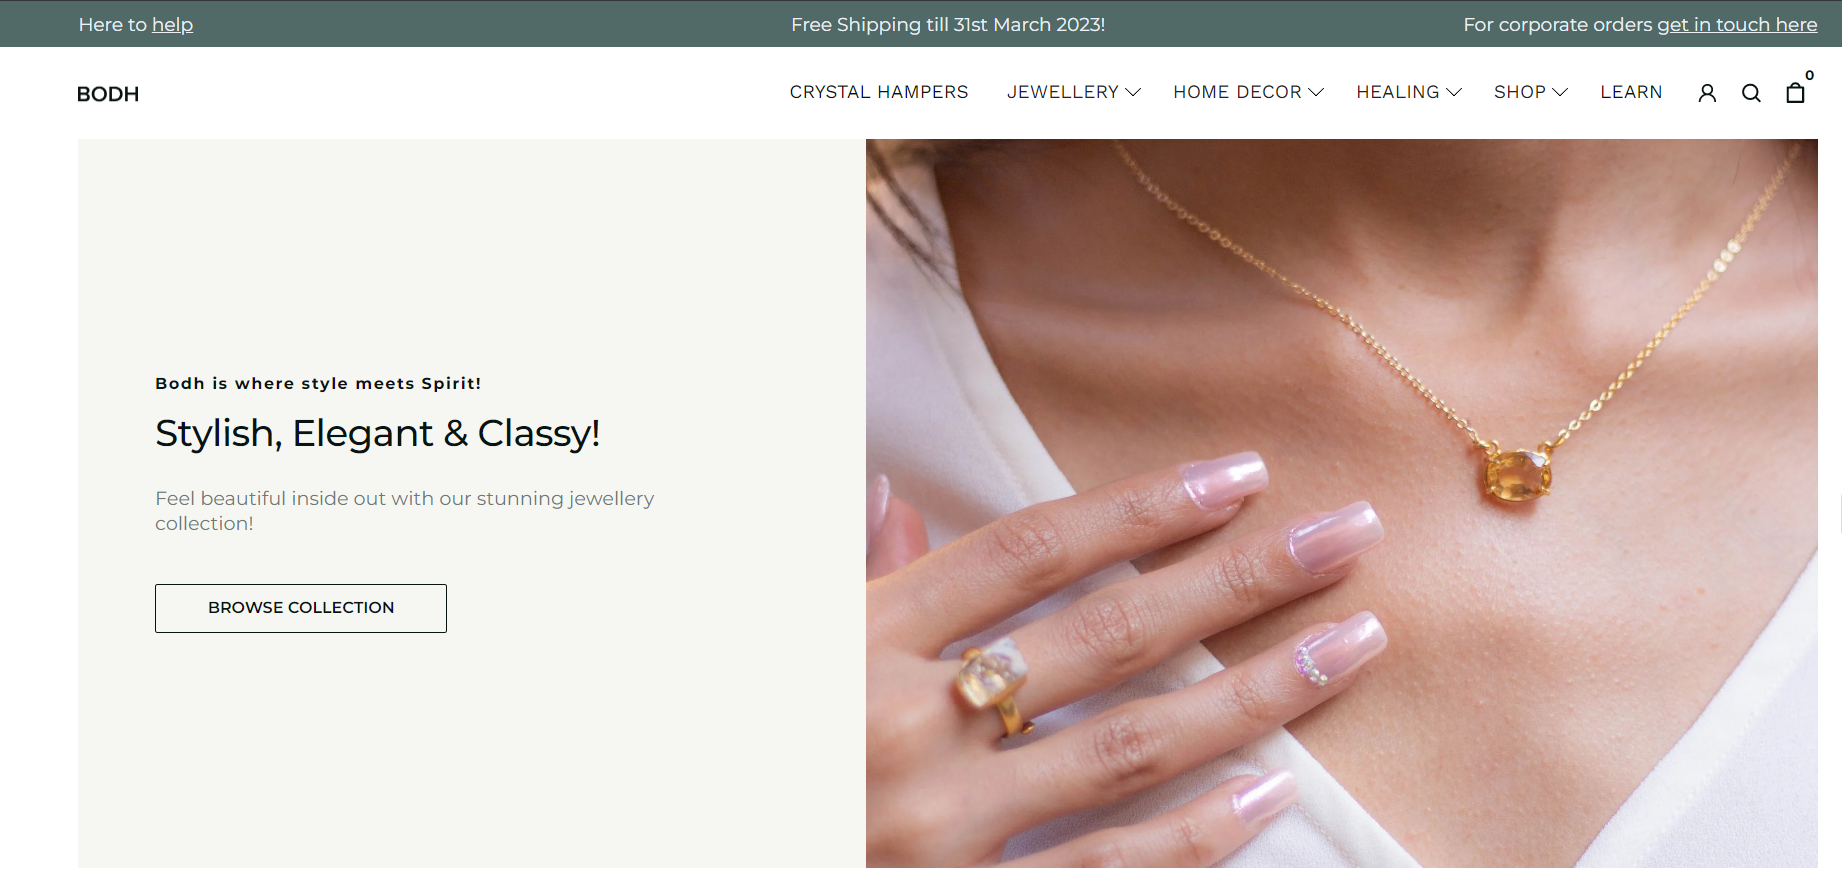 Here to help
Free Shipping till 31st March 2023!
For corporate orders get in touch here
BODH
CRYSTAL HAMPERS
JEWELLERY
HOME DECOR
HEALING
SHOP
LEARN
0
Bodh is where style meets Spirit!
Stylish, Elegant & Classy!
Feel beautiful inside out with our stunning jewellery
collection!
BROWSE COLLECTION